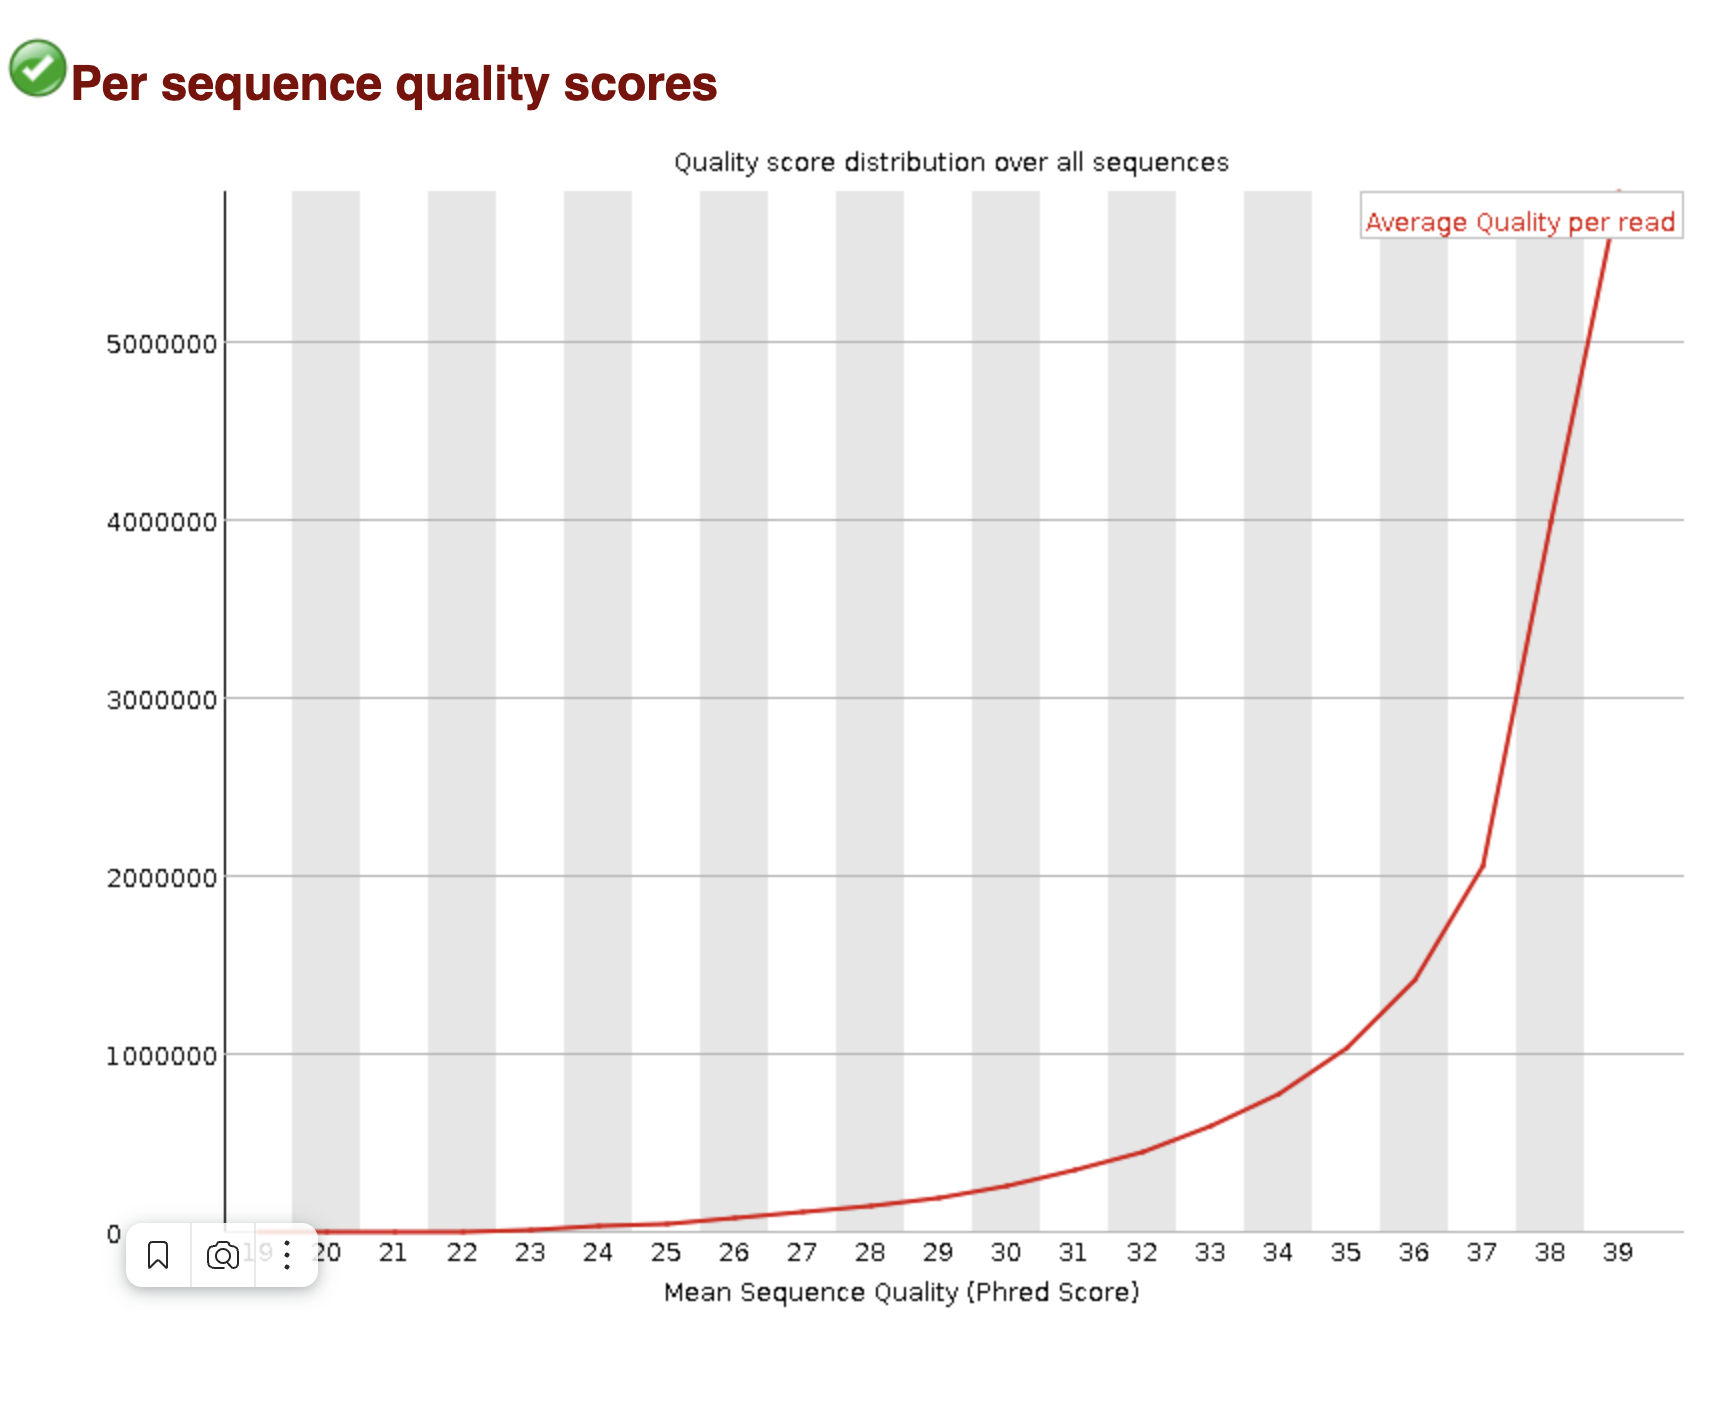 Per sequence quality scores
Quality score distribution over all sequences
Average Quality per read
5000000
4000000
3000000
2000000
1000000
0
19 20 21 22 23 24 25 26 27 28 29 30 31 32 33 34 35 36 37 38 39
Mean Sequence Quality (Phred Score)